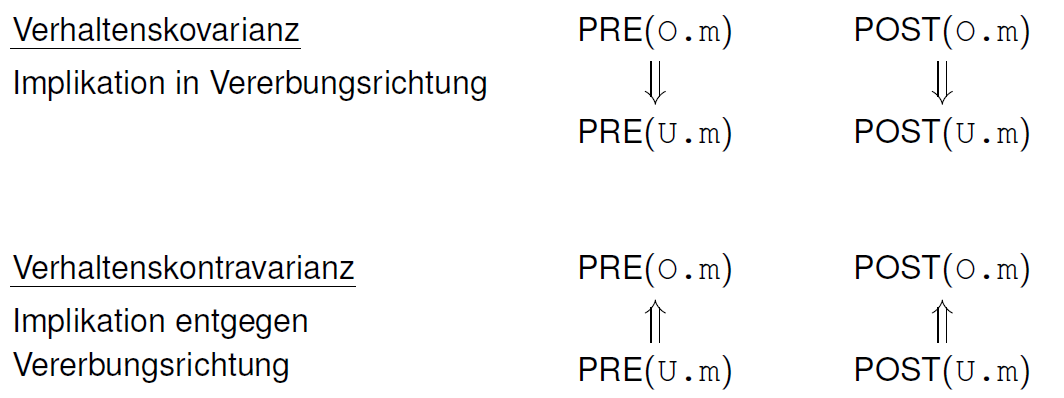 Verhaltenskovarianz PRE(O.m) POST(O.m)
Implikation in Vererbungsrichtung ⇓ ⇓
PRE(U.m) POST(U.m)
Verhaltenskontravarianz PRE(O.m) POST(O.m)
Implikation entgegen ⇑ ⇑
Vererbungsrichtung PRE(U.m) POST(U.m)